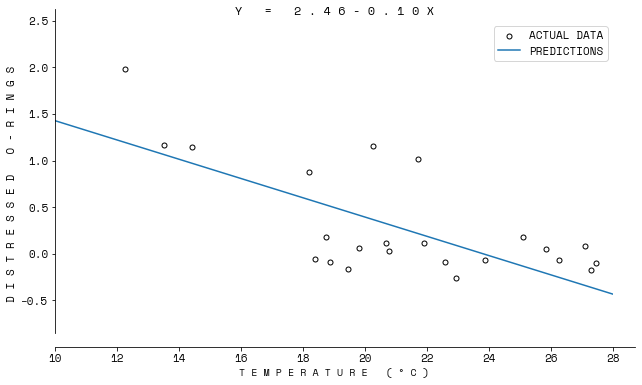 Y = 2.46-0.10X
ACTUAL DATA
PREDICTIONS
DISTRESSED O-RINGS
2.5
2.0
1.5
1.0
0.5
0.0
−0.5
10 12 14 16 18 20 22 24 26 28
TEMPERATURE (°C)